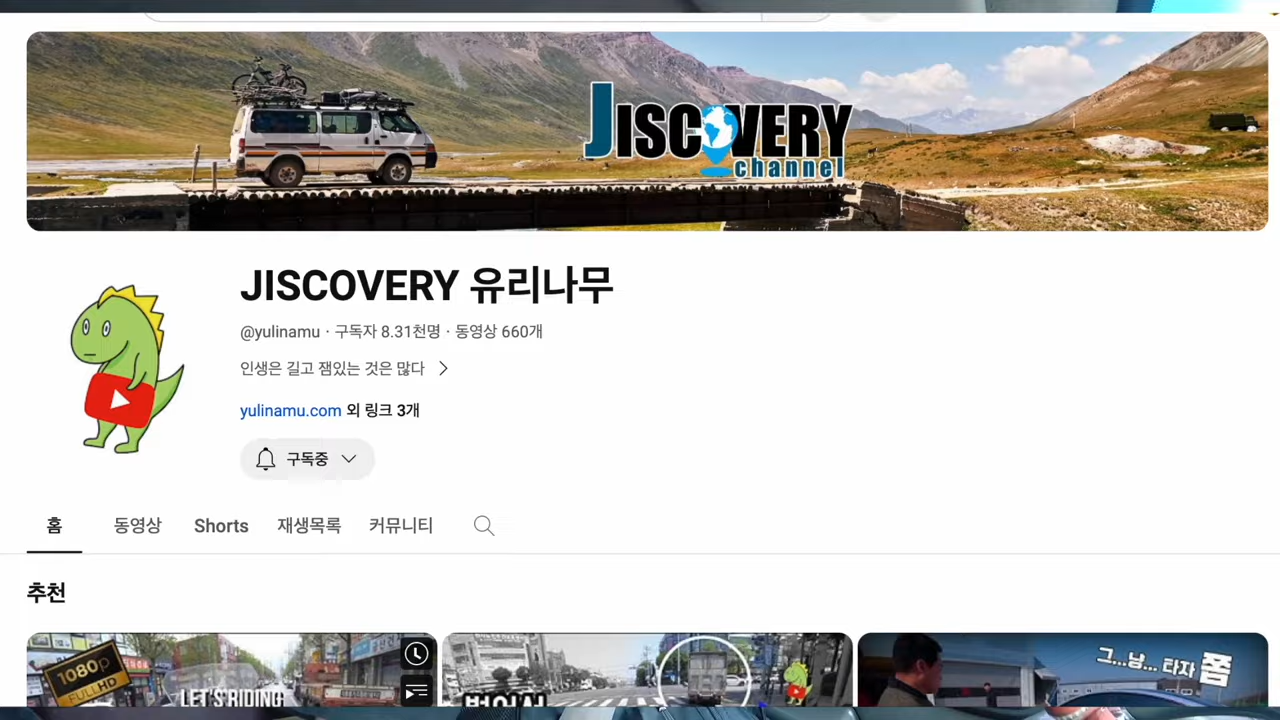 JISCOVERY
channel
JISCOVERY 유리나무
@yulinamu · 구독자 8.31천명 · 동영상 660개
인생은 길고 잼있는 것은 많다
yulinamu.com 외 링크 3개
구독중
홈 동영상 Shorts 재생목록 커뮤니티
추천
1080p
FULL HD
LET'S RIDING
그...냥... 타자 쫌